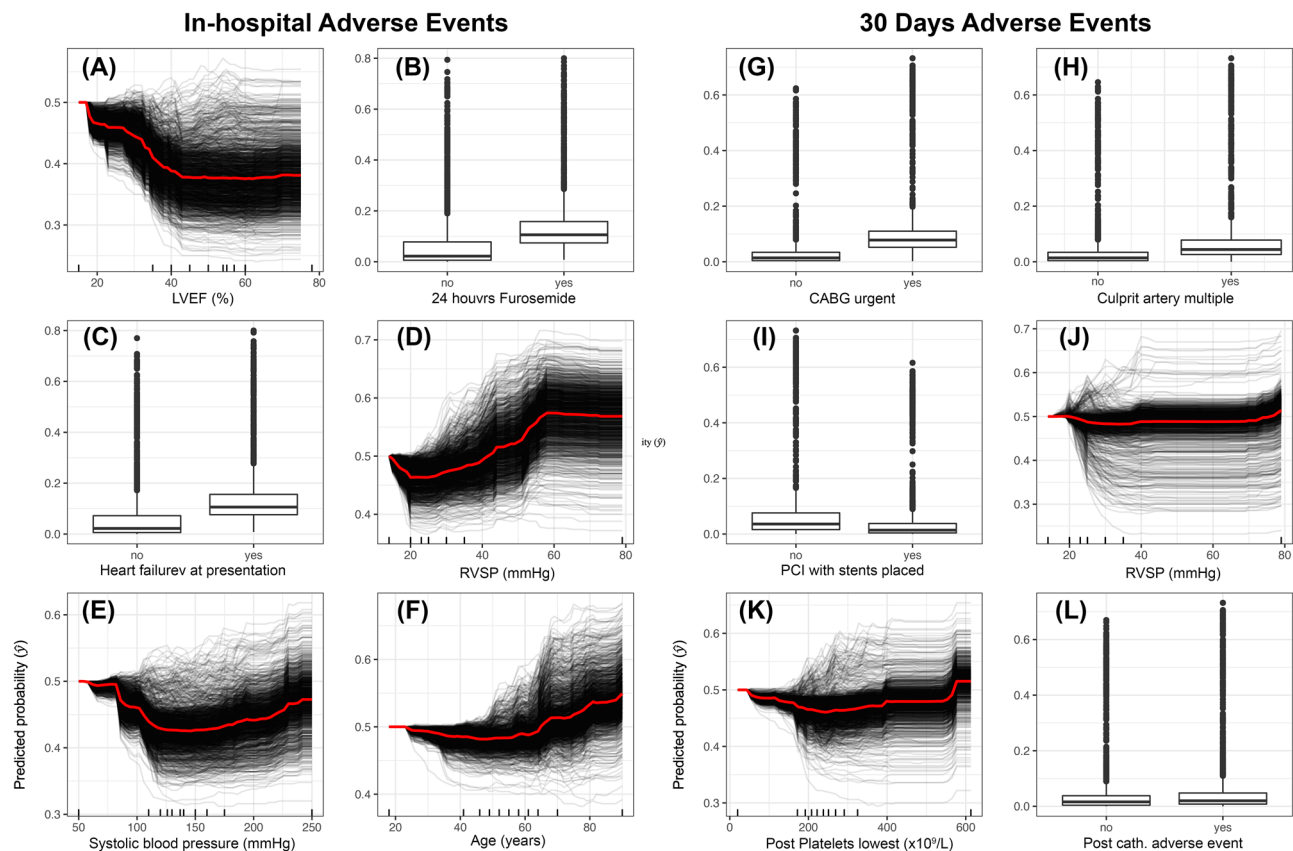 In-hospital Adverse Events
30 Days Adverse Events
(A)
0.5
0.4
0.3
20
40
60
80
LVEF (%)
(B)
0.8
0.6
0.4
0.2
0.0
no
yes
24 houvrs Furosemide
(G)
0.6
0.4
0.2
0.0
no
yes
CABG urgent
(H)
0.6
0.4
0.2
0.0
no
yes
Culprit artery multiple
(C)
0.8
0.6
0.4
0.2
0.0
no
yes
Heart failurev at presentation
(D)
0.7
0.6
0.5
0.4
20
40
60
80
RVSP (mmHg)
ity (ŷ)
(I)
0.6
0.4
0.2
0.0
no
yes
PCI with stents placed
(J)
0.7
0.6
0.5
0.4
0.3
20
40
60
80
RVSP (mmHg)
Predicted probability (ŷ)
(E)
0.6
0.5
0.4
0.3
50
100
150
200
250
Systolic blood pressure (mmHg)
(F)
0.6
0.5
0.4
20
40
60
80
Age (years)
Predicted probability (ŷ)
(K)
0.6
0.5
0.4
0.3
0
200
400
600
Post Platelets lowest (x10⁹/L)
(L)
0.6
0.4
0.2
0.0
no
yes
Post cath. adverse event